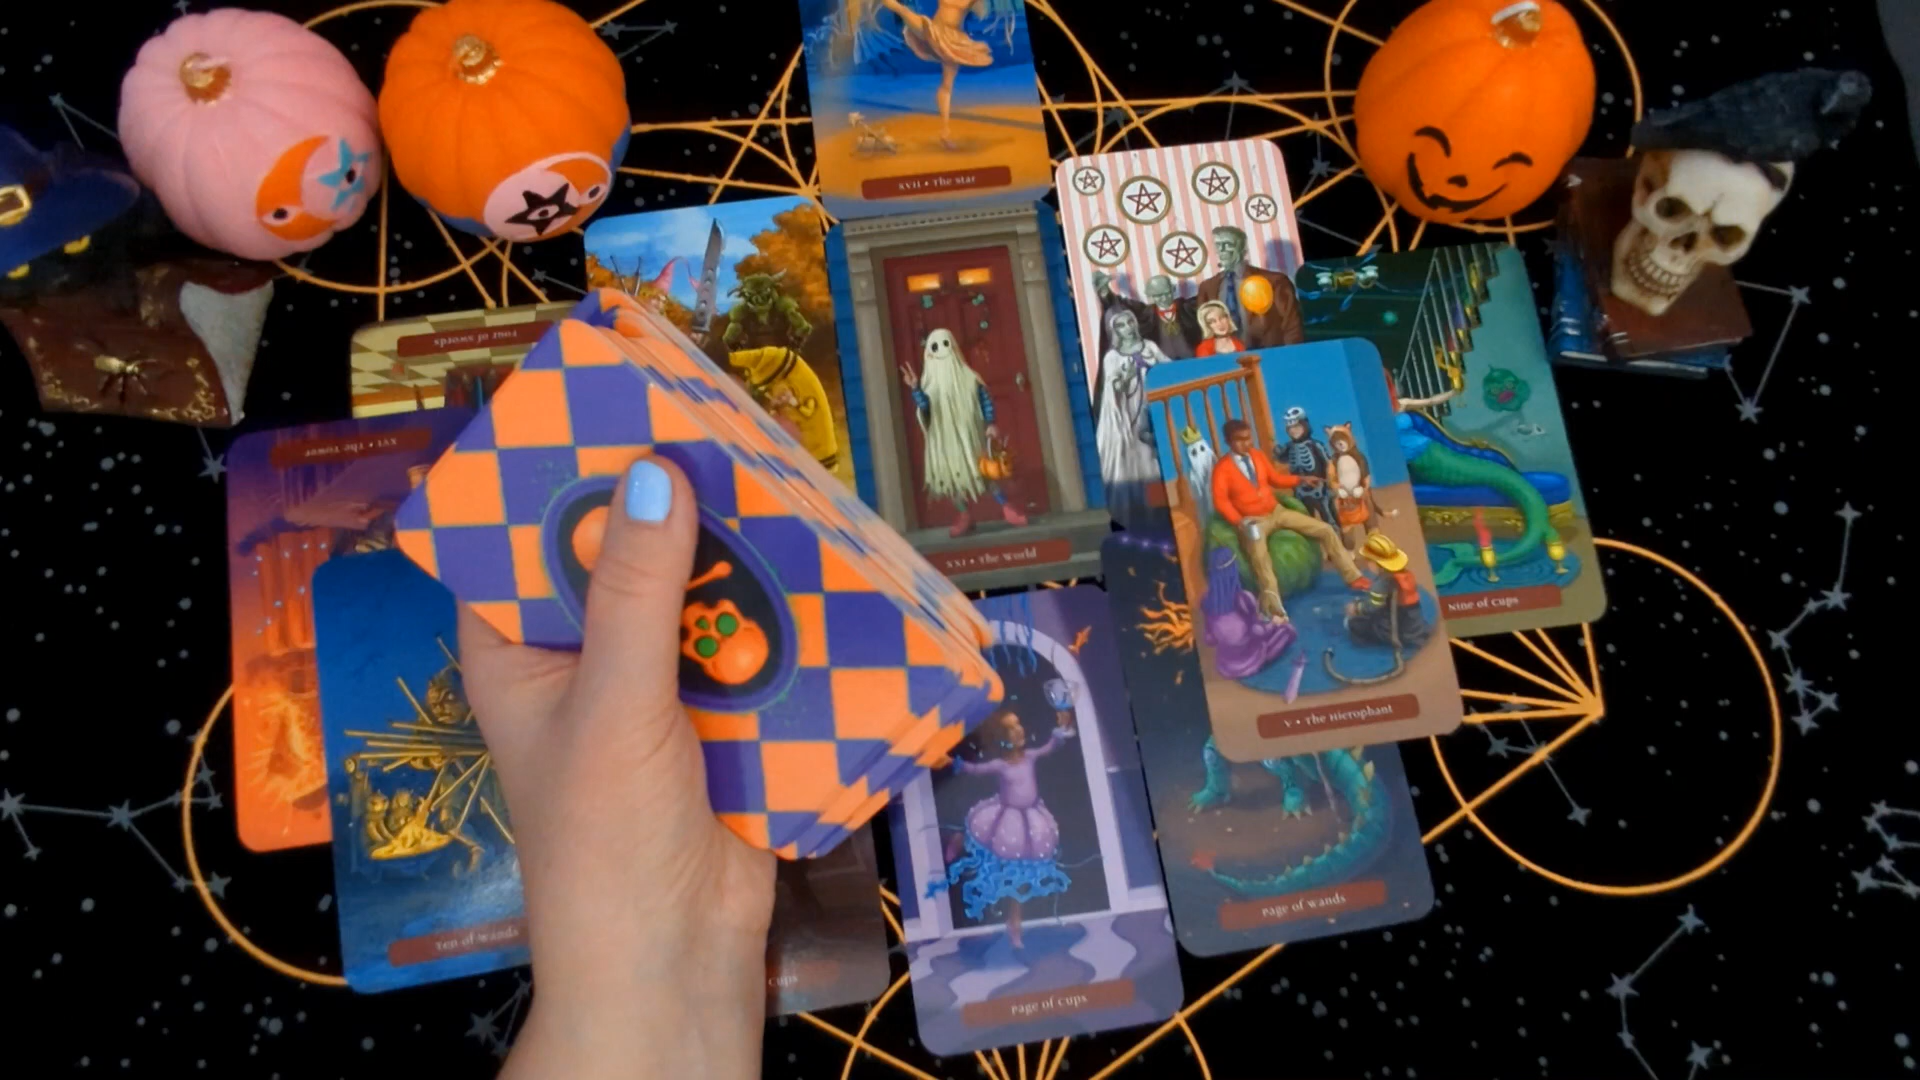 XVII • The Star
Four of Swords
XVI • The Tower
XXI • The World
Nine of Cups
V • The Hierophant
Page of Wands
Ten of Wands
Cups
Page of Cups